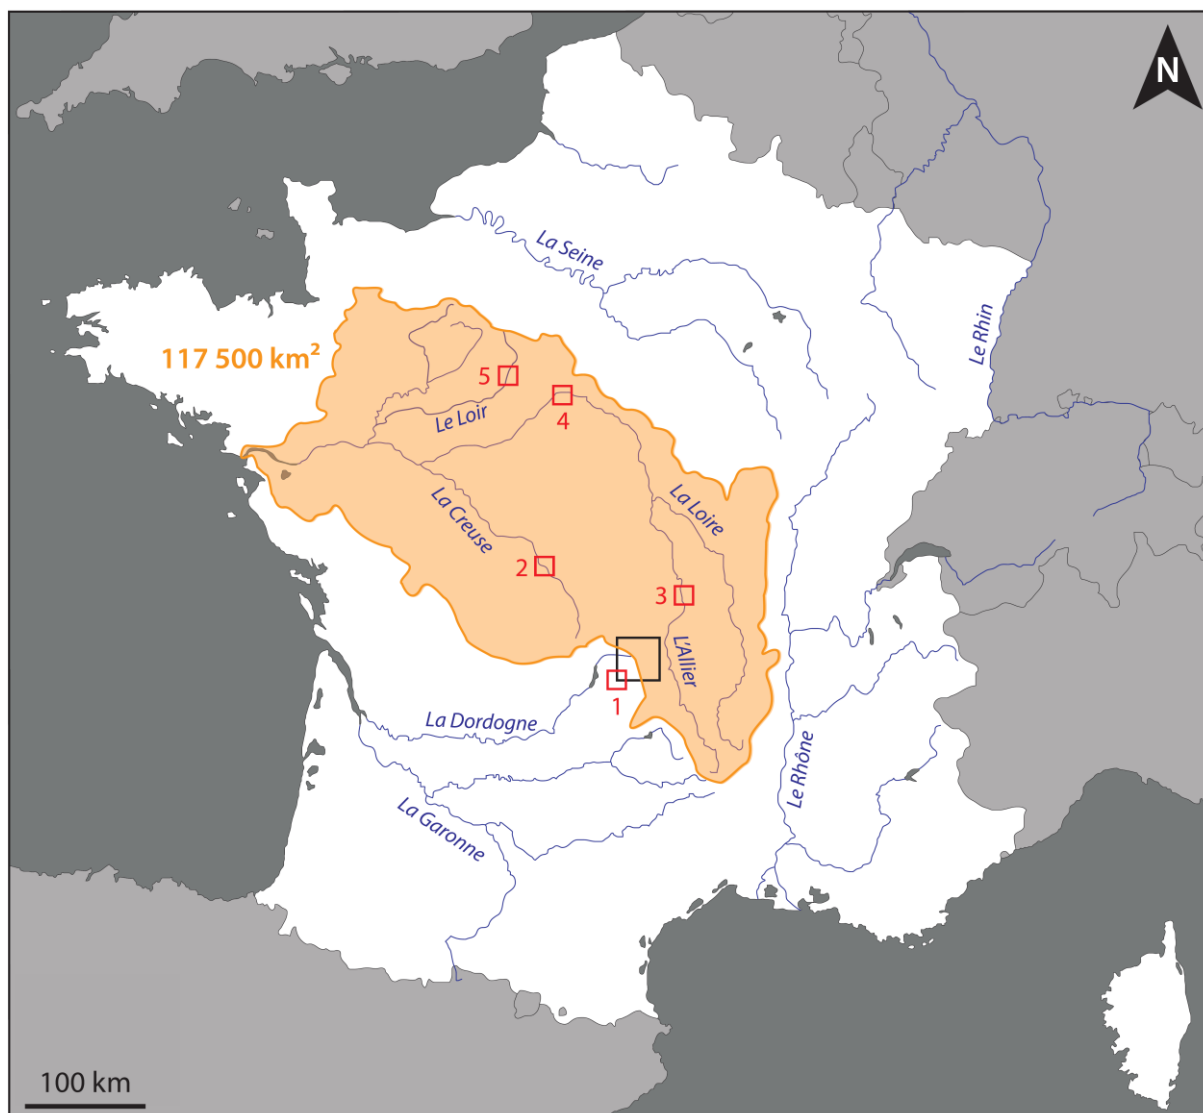 N
La Seine
Le Rhin
117 500 km²
5
4
Le Loir
La Creuse
La Loire
2
3
L'Allier
1
La Dordogne
Le Rhône
La Garonne
100 km